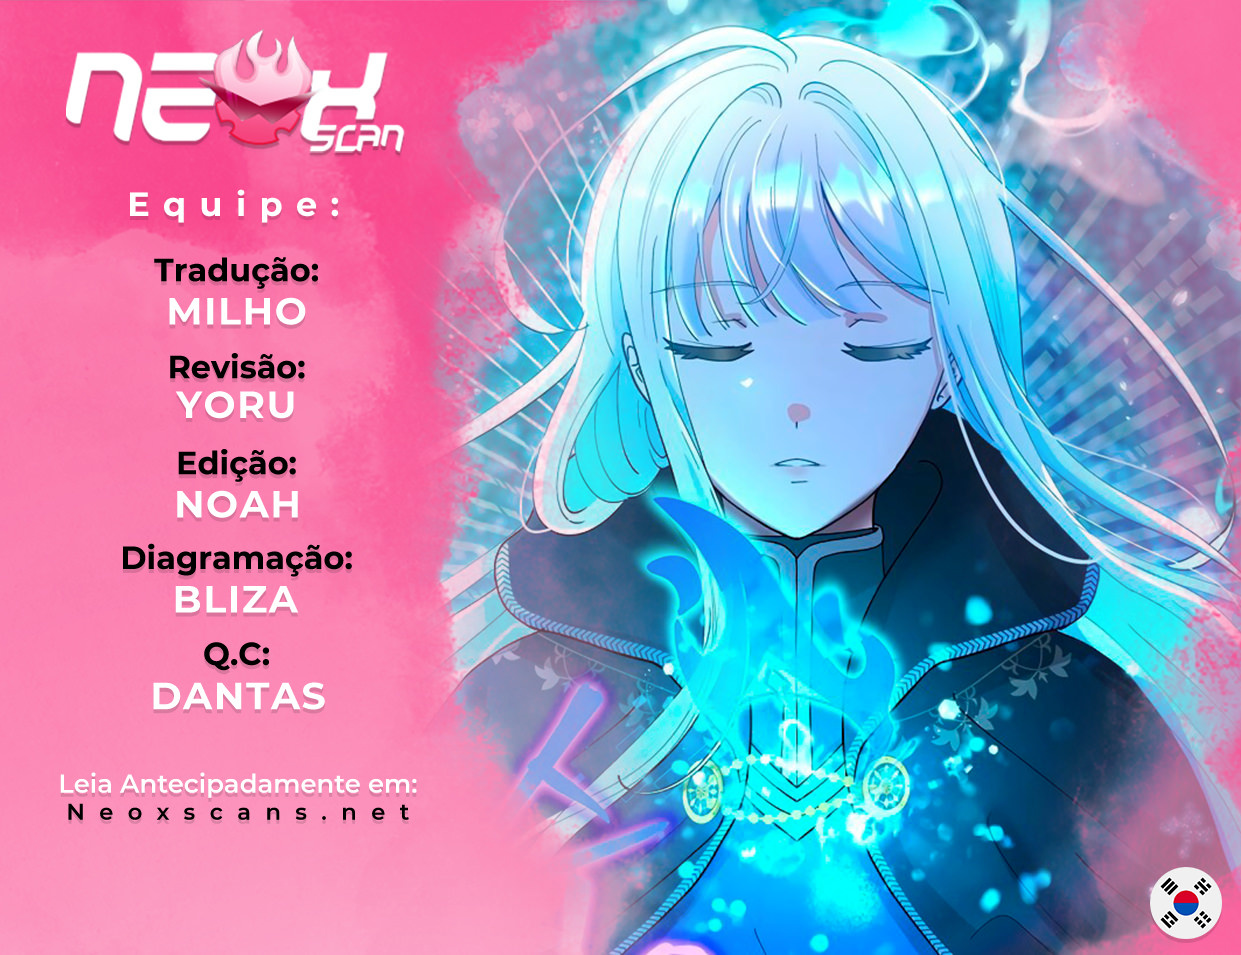 NEOX
SCAN
Equipe:
Tradução:
MILHO
Revisão:
YORU
Edição:
NOAH
Diagramação:
BLIZA
Q.C:
DANTAS
Leia Antecipadamente em:
Neoxscans.net